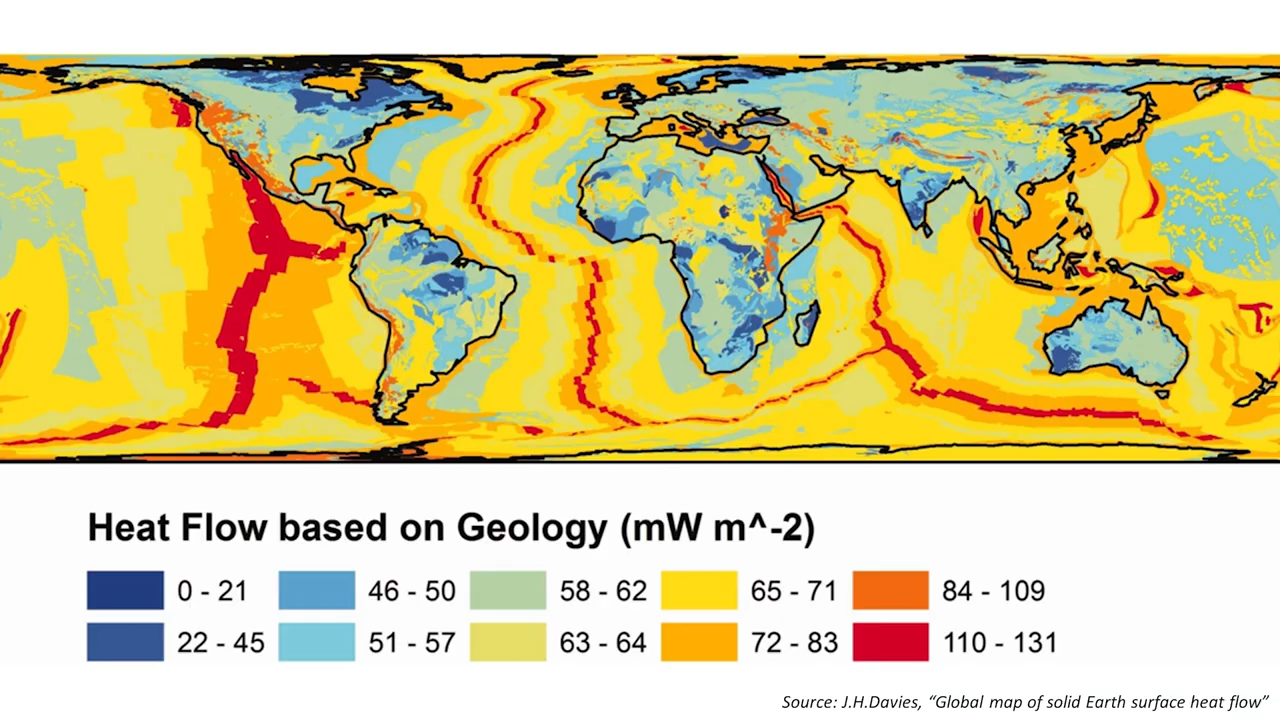 Heat Flow based on Geology (mW m^-2)
0 - 21 46 - 50 58 - 62 65 - 71 84 - 109
22 - 45 51 - 57 63 - 64 72 - 83 110 - 131
Source: J.H.Davies, “Global map of solid Earth surface heat flow”